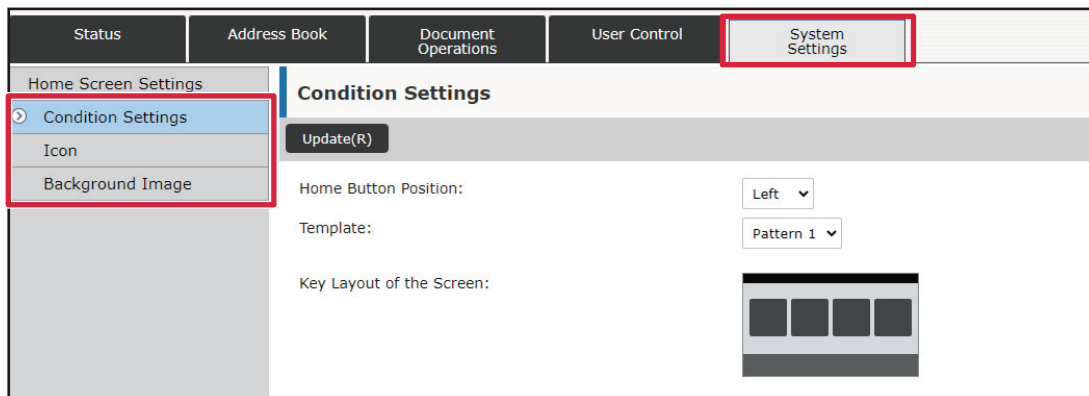 Status
Address Book
Document
Operations
User Control
System
Settings
Home Screen Settings
Condition Settings
Icon
Background Image
Condition Settings
Update(R)
Home Button Position:
Left
Template:
Pattern 1
Key Layout of the Screen: